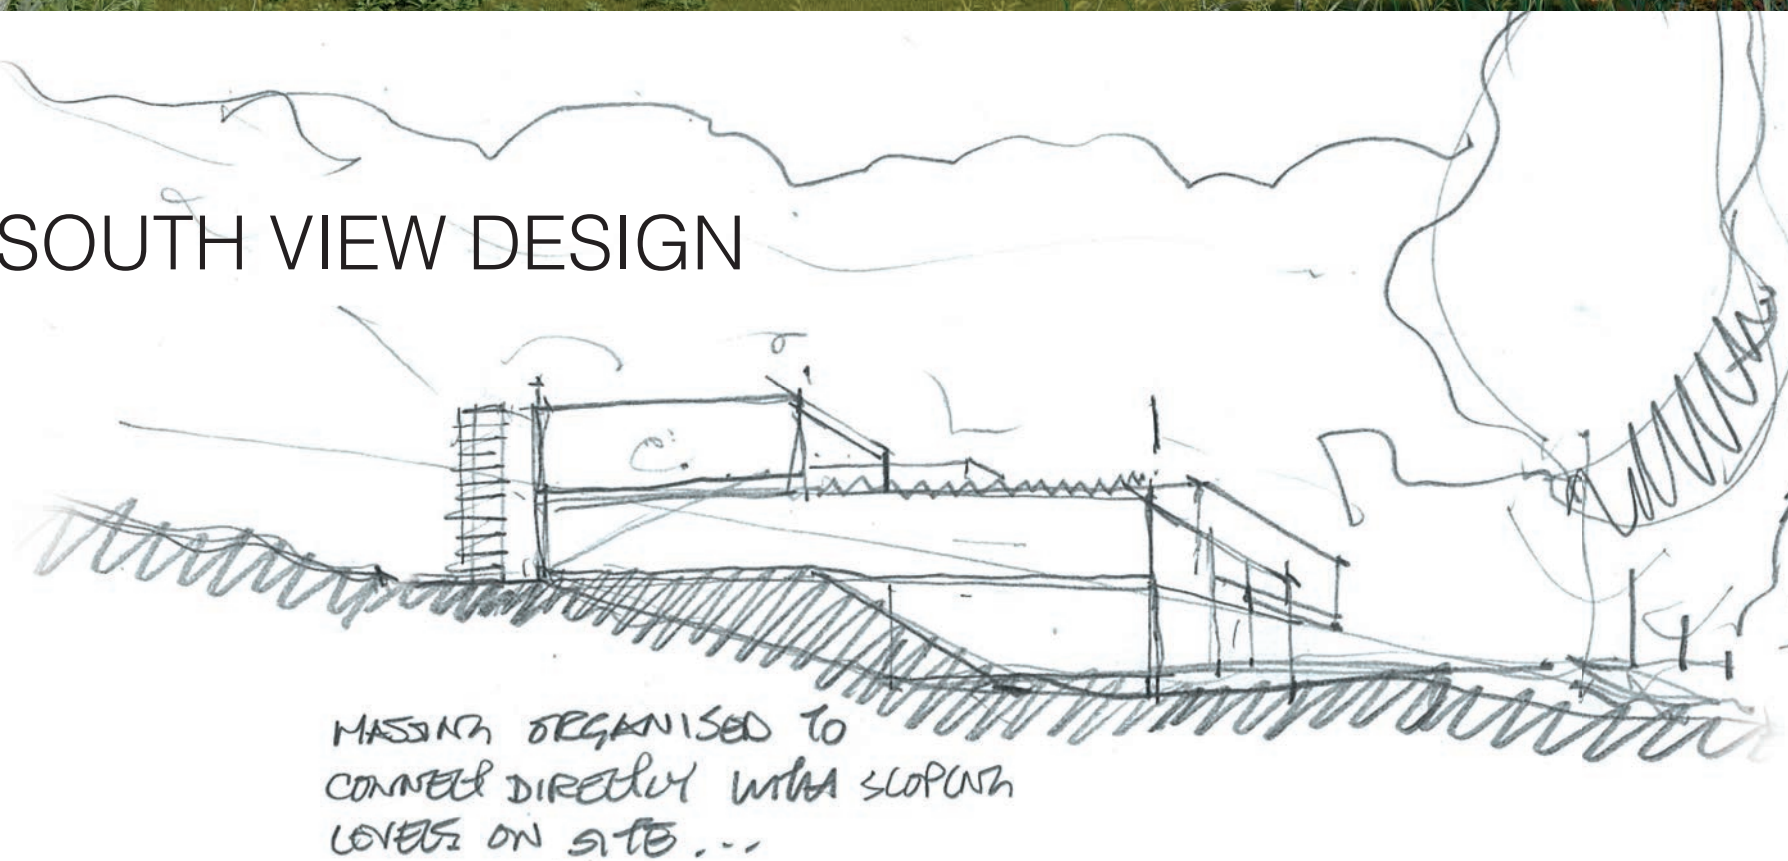 SOUTH VIEW DESIGN
MASSING ORGANISED TO
CONNECT DIRECTLY WITH SLOPING
LEVELS ON SITE...